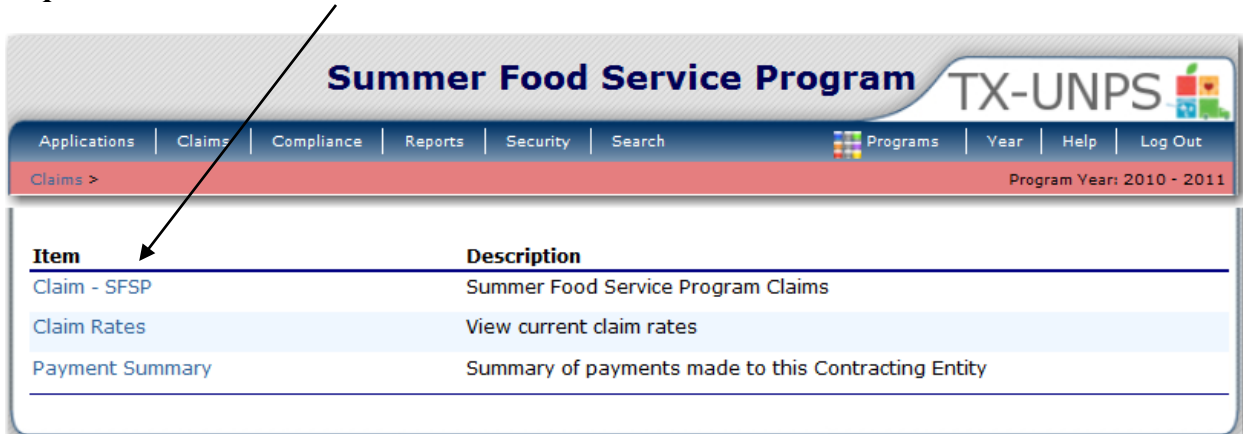 Summer Food Service Program
TX-UNPS
Applications Claims Compliance Reports Security Search Programs Year Help Log Out
Claims > Program Year: 2010 - 2011
Item Description
Claim - SFSP Summer Food Service Program Claims
Claim Rates View current claim rates
Payment Summary Summary of payments made to this Contracting Entity